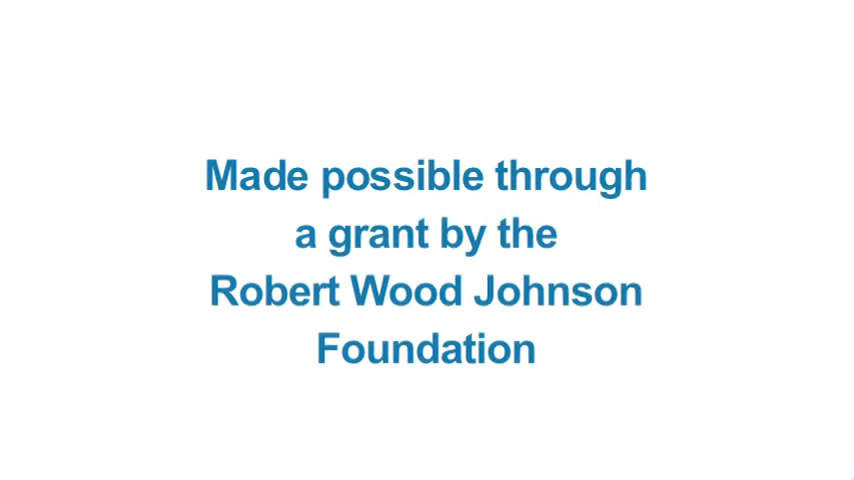 Made possible through
a grant by the
Robert Wood Johnson
Foundation